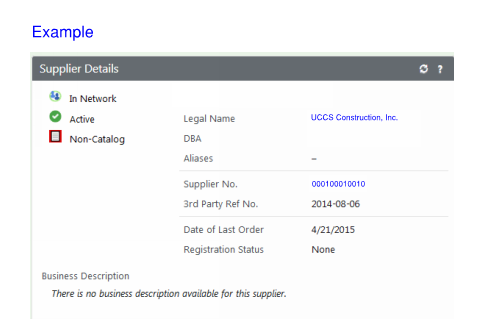 Example
Supplier Details ?
In Network
Active
Non-Catalog
Legal Name UCCS Construction, Inc.
DBA
Aliases –
Supplier No. 000100010010
3rd Party Ref No. 2014-08-06
Date of Last Order 4/21/2015
Registration Status None
Business Description
There is no business description available for this supplier.